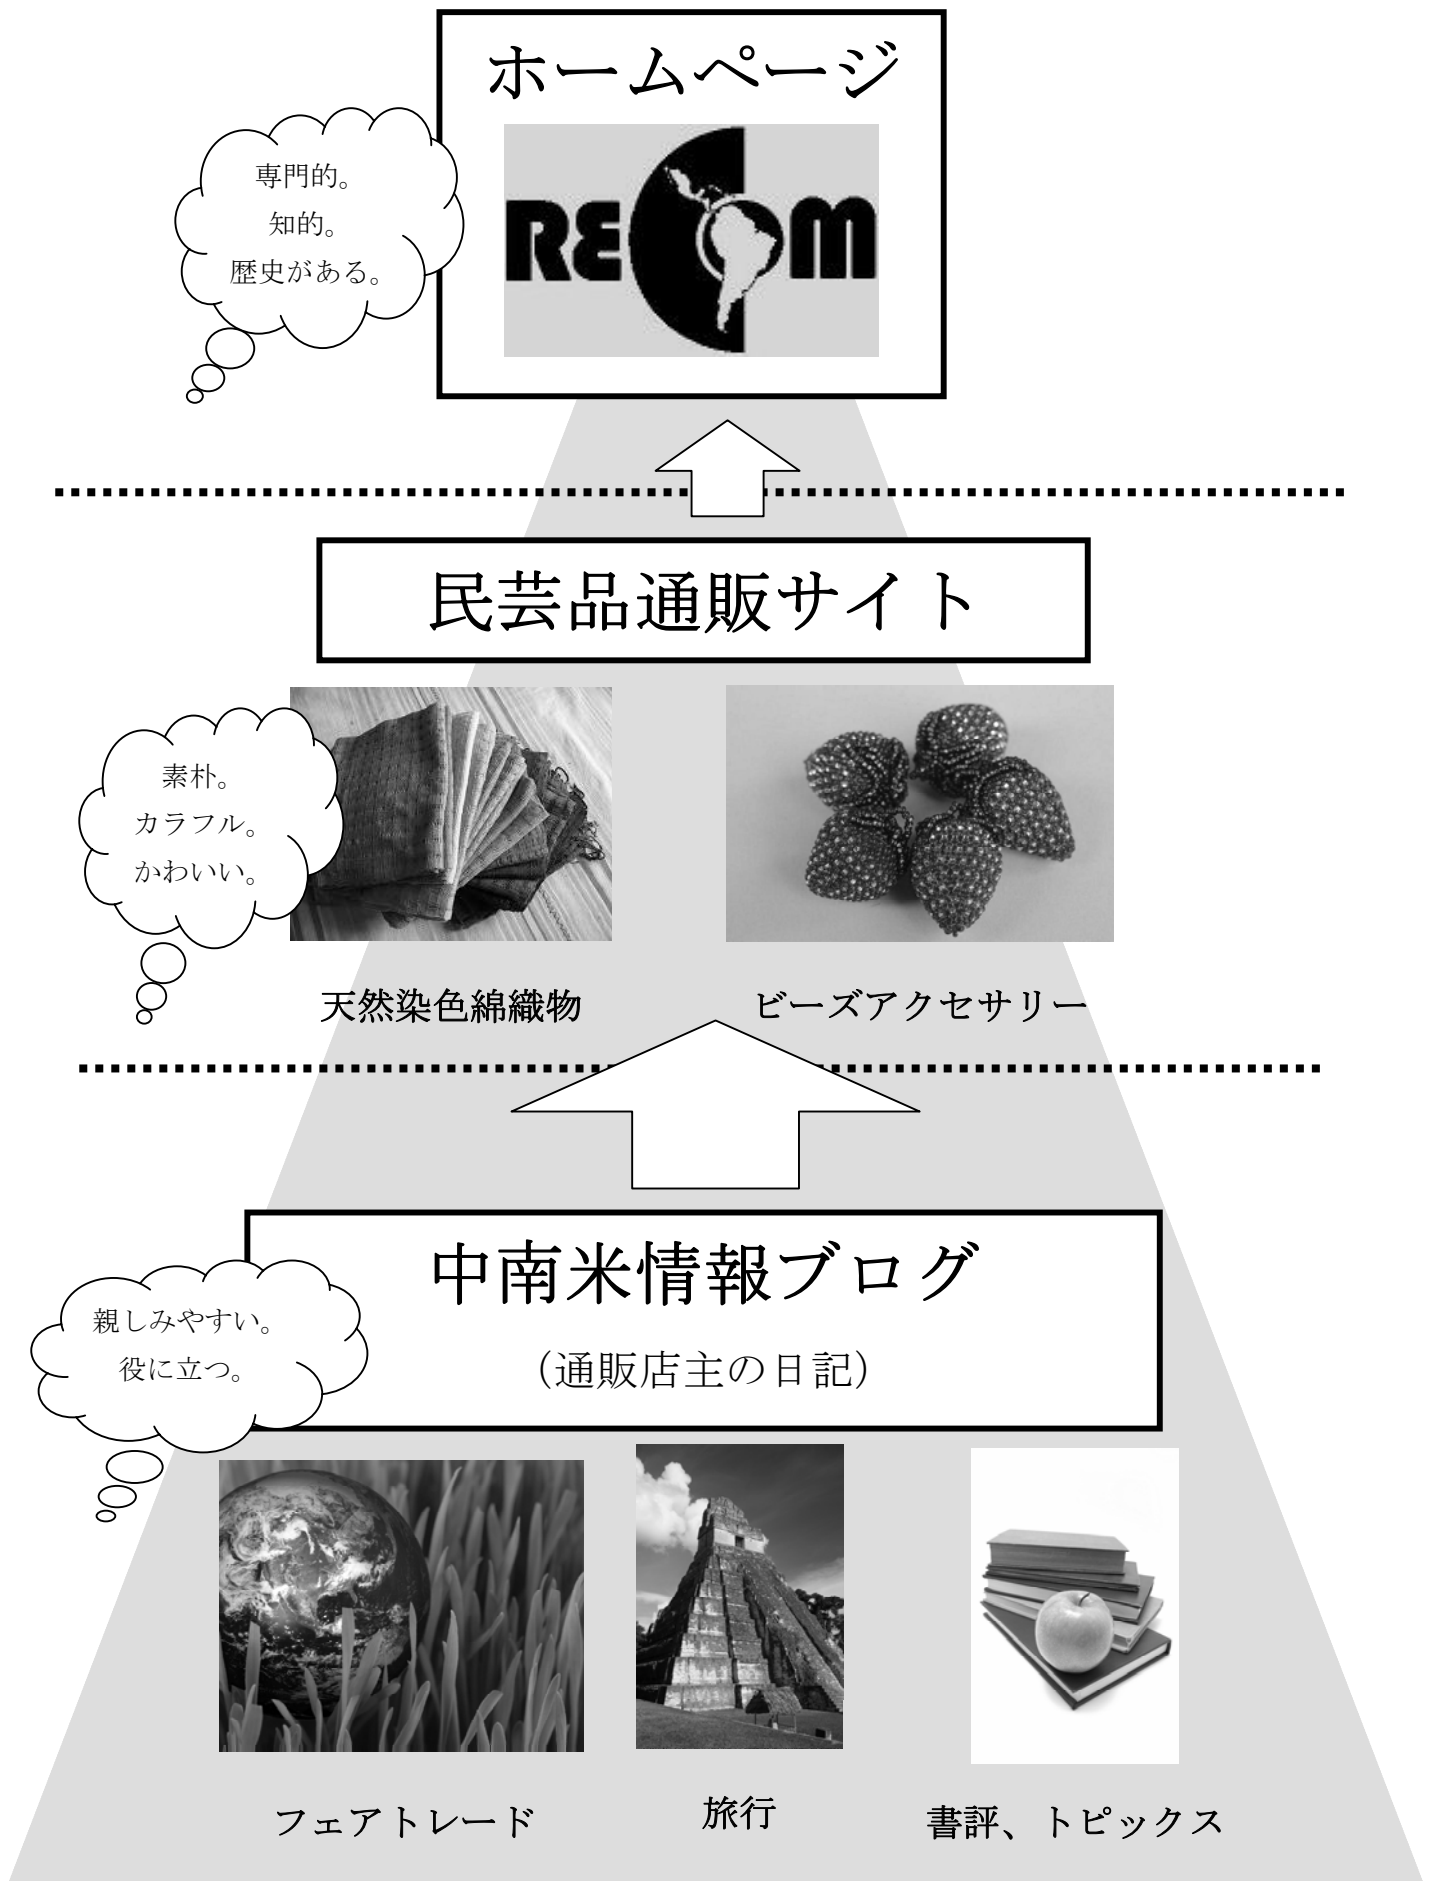 ホームページ
RECOM
専門的。
知的。
歴史がある。
民芸品通販サイト
素朴。
カラフル。
かわいい。
天然染色綿織物
ビーズアクセサリー
中南米情報ブログ
（通販店主の日記）
親しみやすい。
役に立つ。
フェアトレード
旅行
書評、トピックス